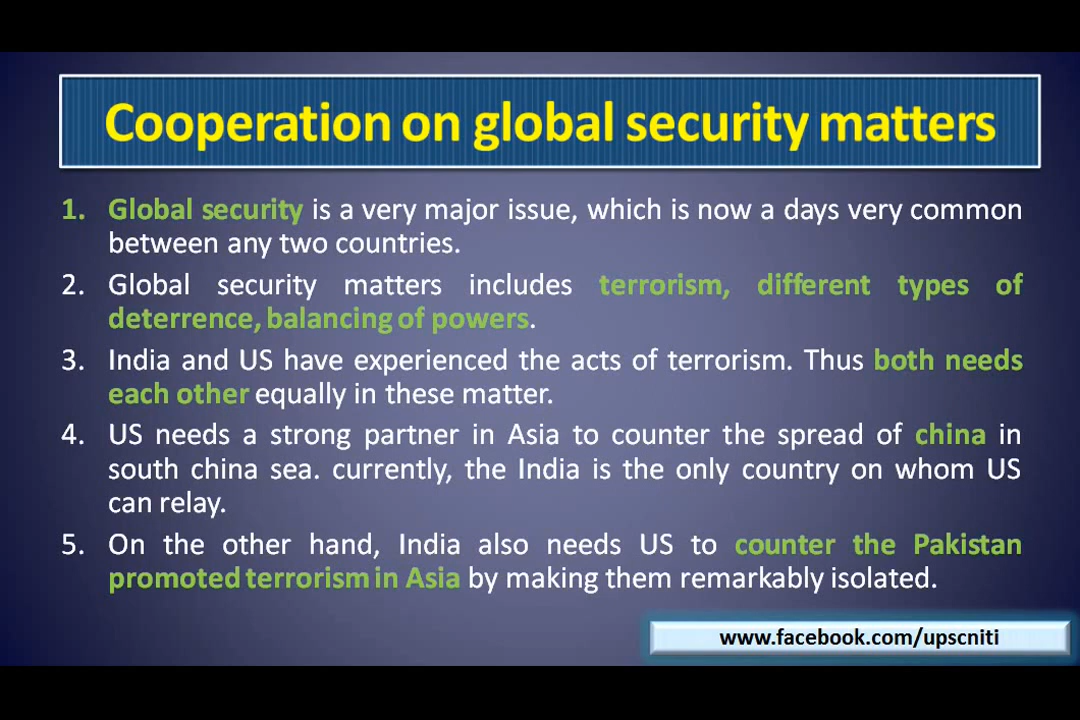 Cooperation on global security matters
1. Global security is a very major issue, which is now a days very common
between any two countries.
2. Global security matters includes terrorism, different types of
deterrence, balancing of powers.
3. India and US have experienced the acts of terrorism. Thus both needs
each other equally in these matter.
4. US needs a strong partner in Asia to counter the spread of china in
south china sea. currently, the India is the only country on whom US
can relay.
5. On the other hand, India also needs US to counter the Pakistan
promoted terrorism in Asia by making them remarkably isolated.
www.facebook.com/upscniti